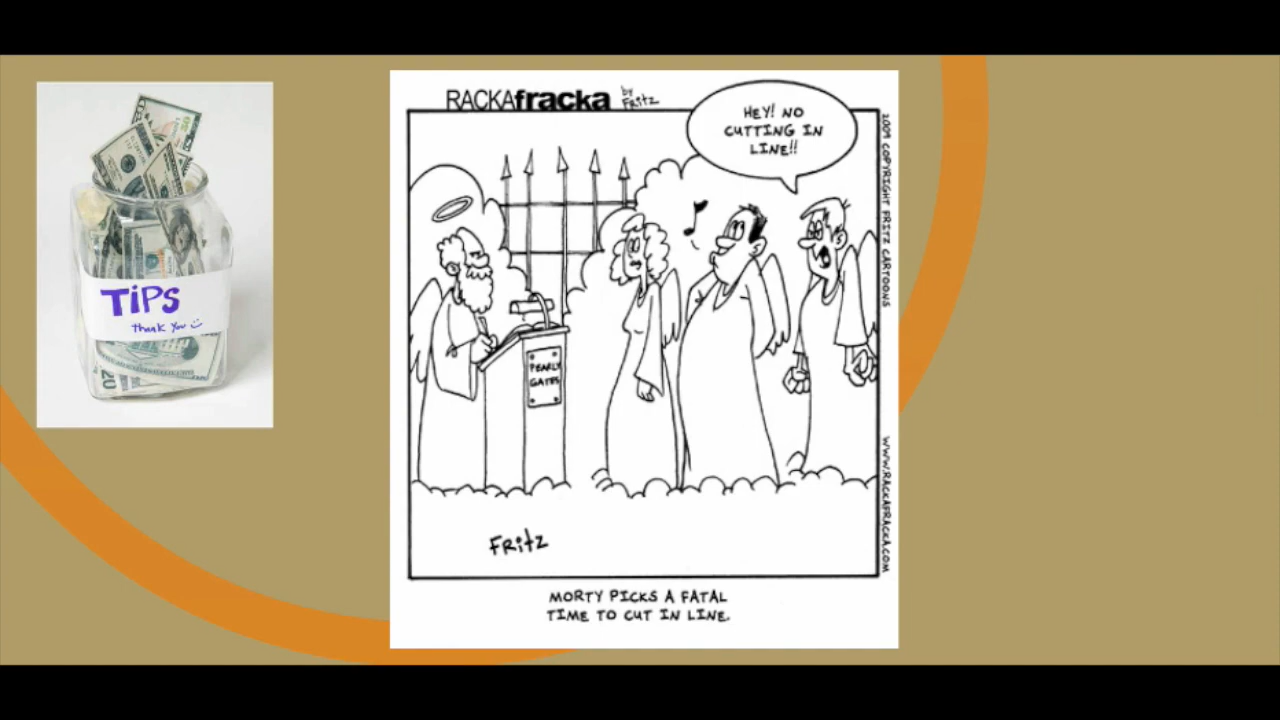 TiPS
thank you
RACKAfracka by Fritz
HEY! NO
CUTTING IN
LINE!!
2009 COPYRIGHT FRITZ CARTOONS
PEARLY
GATES
WWW.RACKAFRACKA.COM
Fritz
MORTY PICKS A FATAL
TIME TO CUT IN LINE.